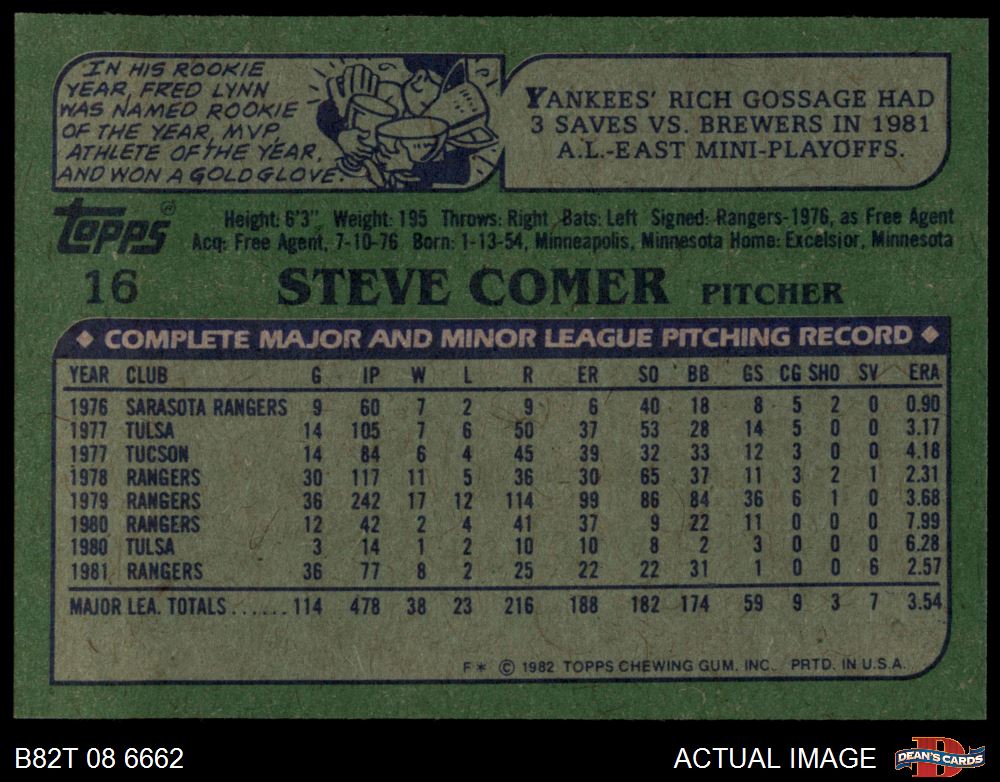 IN HIS ROOKIE
YEAR, FRED LYNN
WAS NAMED ROOKIE
OF THE YEAR, MVP,
ATHLETE OF THE YEAR,
AND WON A GOLD GLOVE.
YANKEES' RICH GOSSAGE HAD
3 SAVES VS. BREWERS IN 1981
A.L.-EAST MINI-PLAYOFFS.
Topps®
Height: 6'3" Weight: 195 Throws: Right Bats: Left Signed: Rangers-1976, as Free Agent
Acq: Free Agent, 7-10-76 Born: 1-13-54, Minneapolis, Minnesota Home: Excelsior, Minnesota
16 STEVE COMER PITCHER
◆ COMPLETE MAJOR AND MINOR LEAGUE PITCHING RECORD ◆
YEAR CLUB G IP W L R ER SO BB GS CG SHO SV ERA
1976 SARASOTA RANGERS 9 60 7 2 9 6 40 18 8 5 2 0 0.90
1977 TULSA 14 105 7 6 50 37 53 28 14 5 0 0 3.17
1977 TUCSON 14 84 6 4 45 39 32 33 12 3 0 0 4.18
1978 RANGERS 30 117 11 5 36 30 65 37 11 3 2 1 2.31
1979 RANGERS 36 242 17 12 114 99 86 84 36 6 1 0 3.68
1980 RANGERS 12 42 2 4 41 37 9 22 11 0 0 0 7.99
1980 TULSA 3 14 1 2 10 10 8 2 3 0 0 0 6.28
1981 RANGERS 36 77 8 2 25 22 22 31 1 0 0 6 2.57
MAJOR LEA. TOTALS......114 478 38 23 216 188 182 174 59 9 3 7 3.54
F* © 1982 TOPPS CHEWING GUM, INC. PRTD. IN U.S.A.
B82T 08 6662
ACTUAL IMAGE
D
DEAN'S CARDS